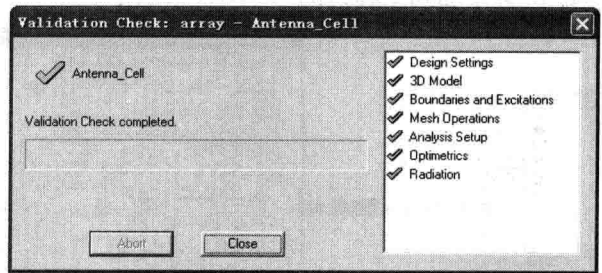 Validation Check: array - Antenna_Cell
Antenna_Cell
Validation Check completed.
Abort
Close
Design Settings
3D Model
Boundaries and Excitations
Mesh Operations
Analysis Setup
Optimetrics
Radiation